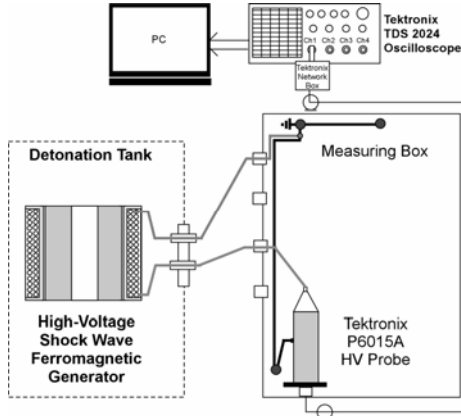 PC
Ch1 Ch2 Ch3 Ch4
Tektronix
TDS 2024
Oscilloscope
Tektronix
Network
Box
Detonation Tank
Measuring Box
High-Voltage
Shock Wave
Ferromagnetic
Generator
Tektronix
P6015A
HV Probe